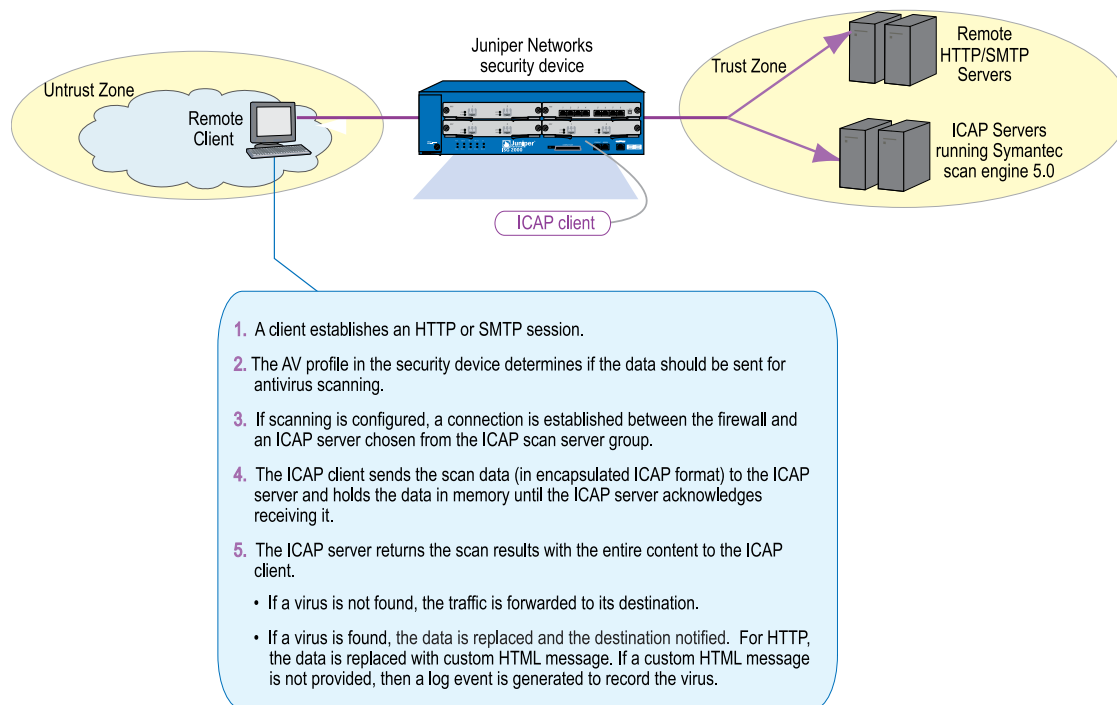 Juniper Networks
security device
Untrust Zone
Remote
Client
Trust Zone
Remote
HTTP/SMTP
Servers
ICAP Servers
running Symantec
scan engine 5.0
Juniper
ICAP client
1. A client establishes an HTTP or SMTP session.
2. The AV profile in the security device determines if the data should be sent for
antivirus scanning.
3. If scanning is configured, a connection is established between the firewall and
an ICAP server chosen from the ICAP scan server group.
4. The ICAP client sends the scan data (in encapsulated ICAP format) to the ICAP
server and holds the data in memory until the ICAP server acknowledges
receiving it.
5. The ICAP server returns the scan results with the entire content to the ICAP
client.
• If a virus is not found, the traffic is forwarded to its destination.
• If a virus is found, the data is replaced and the destination notified. For HTTP,
the data is replaced with custom HTML message. If a custom HTML message
is not provided, then a log event is generated to record the virus.